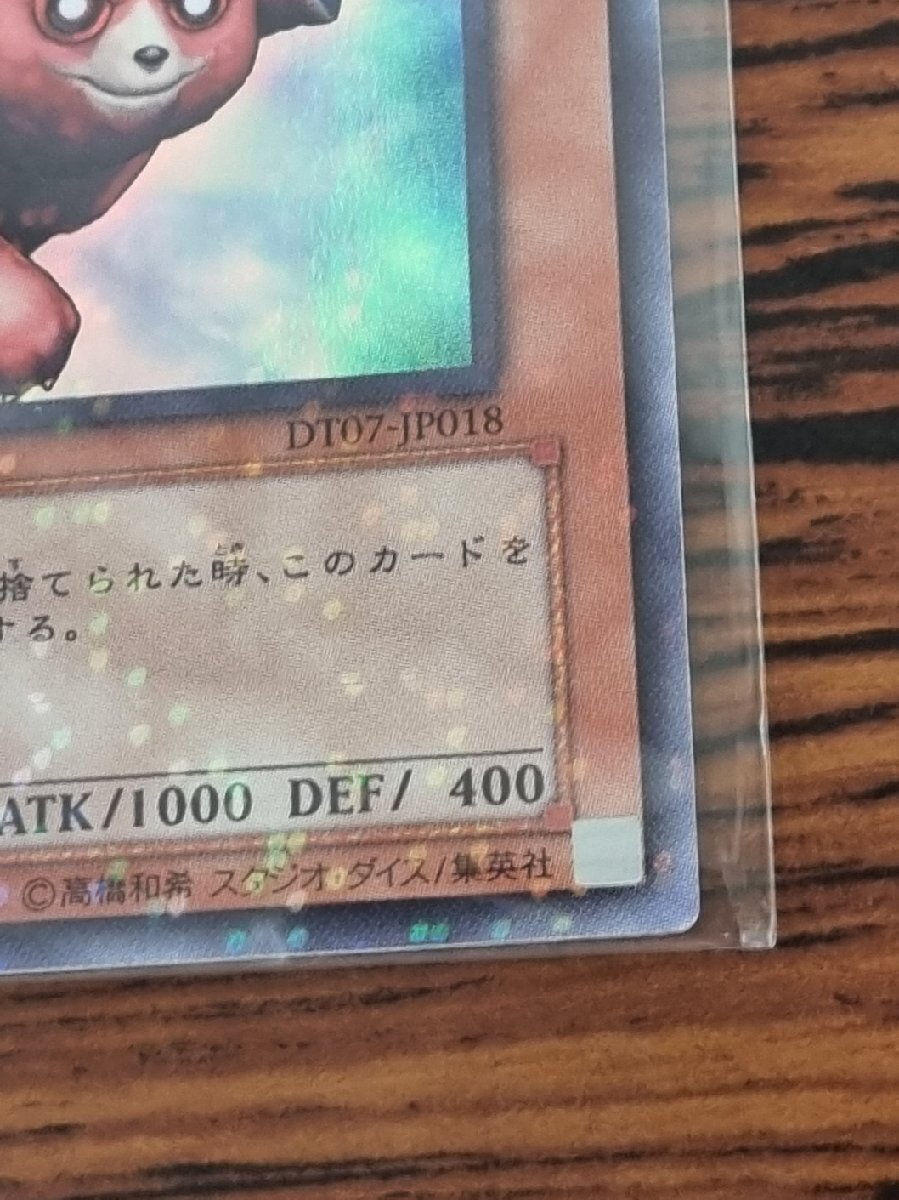 DT07-JP018
捨てられた時、このカードを
する。
ATK/1000 DEF/ 400
©高橋和希 スタジオ・ダイス/集英社